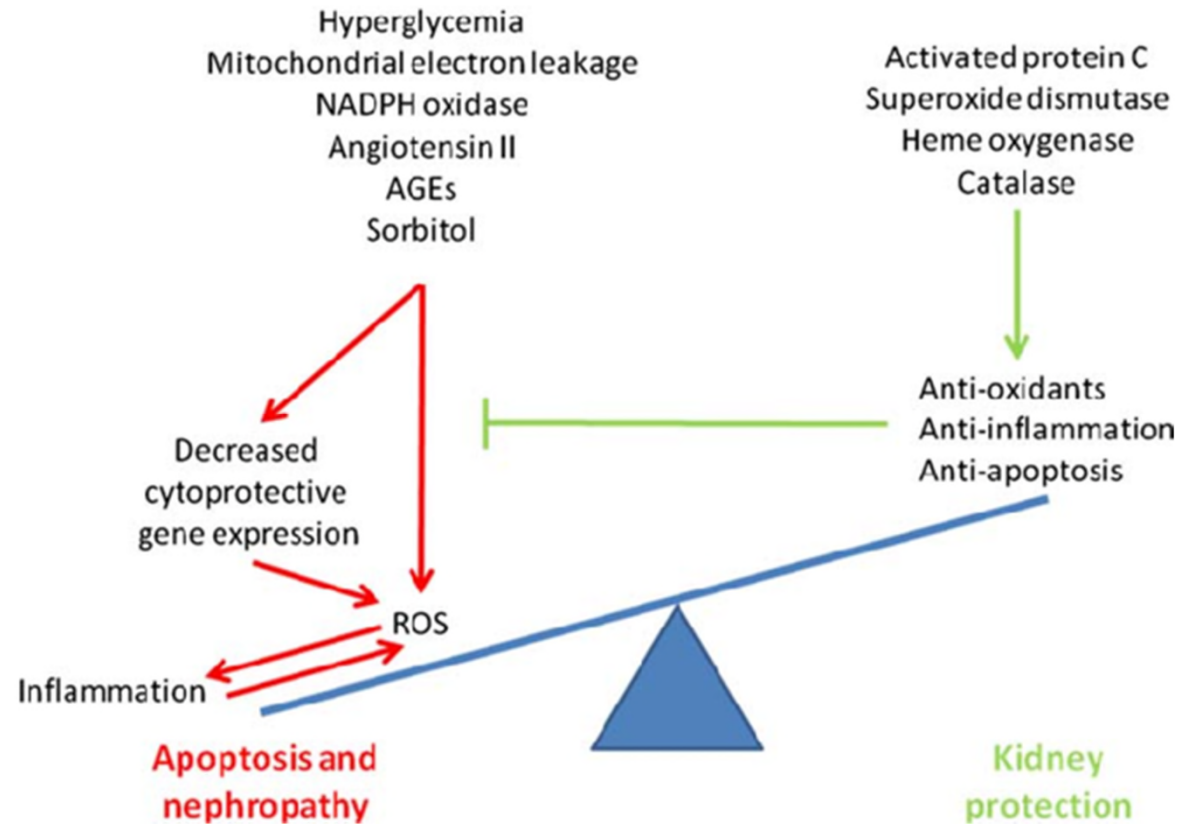 Hyperglycemia
Mitochondrial electron leakage
NADPH oxidase
Angiotensin II
AGEs
Sorbitol
Activated protein C
Superoxide dismutase
Heme oxygenase
Catalase
Anti-oxidants
Anti-inflammation
Anti-apoptosis
Decreased
cytoprotective
gene expression
ROS
Inflammation
Apoptosis and
nephropathy
Kidney
protection